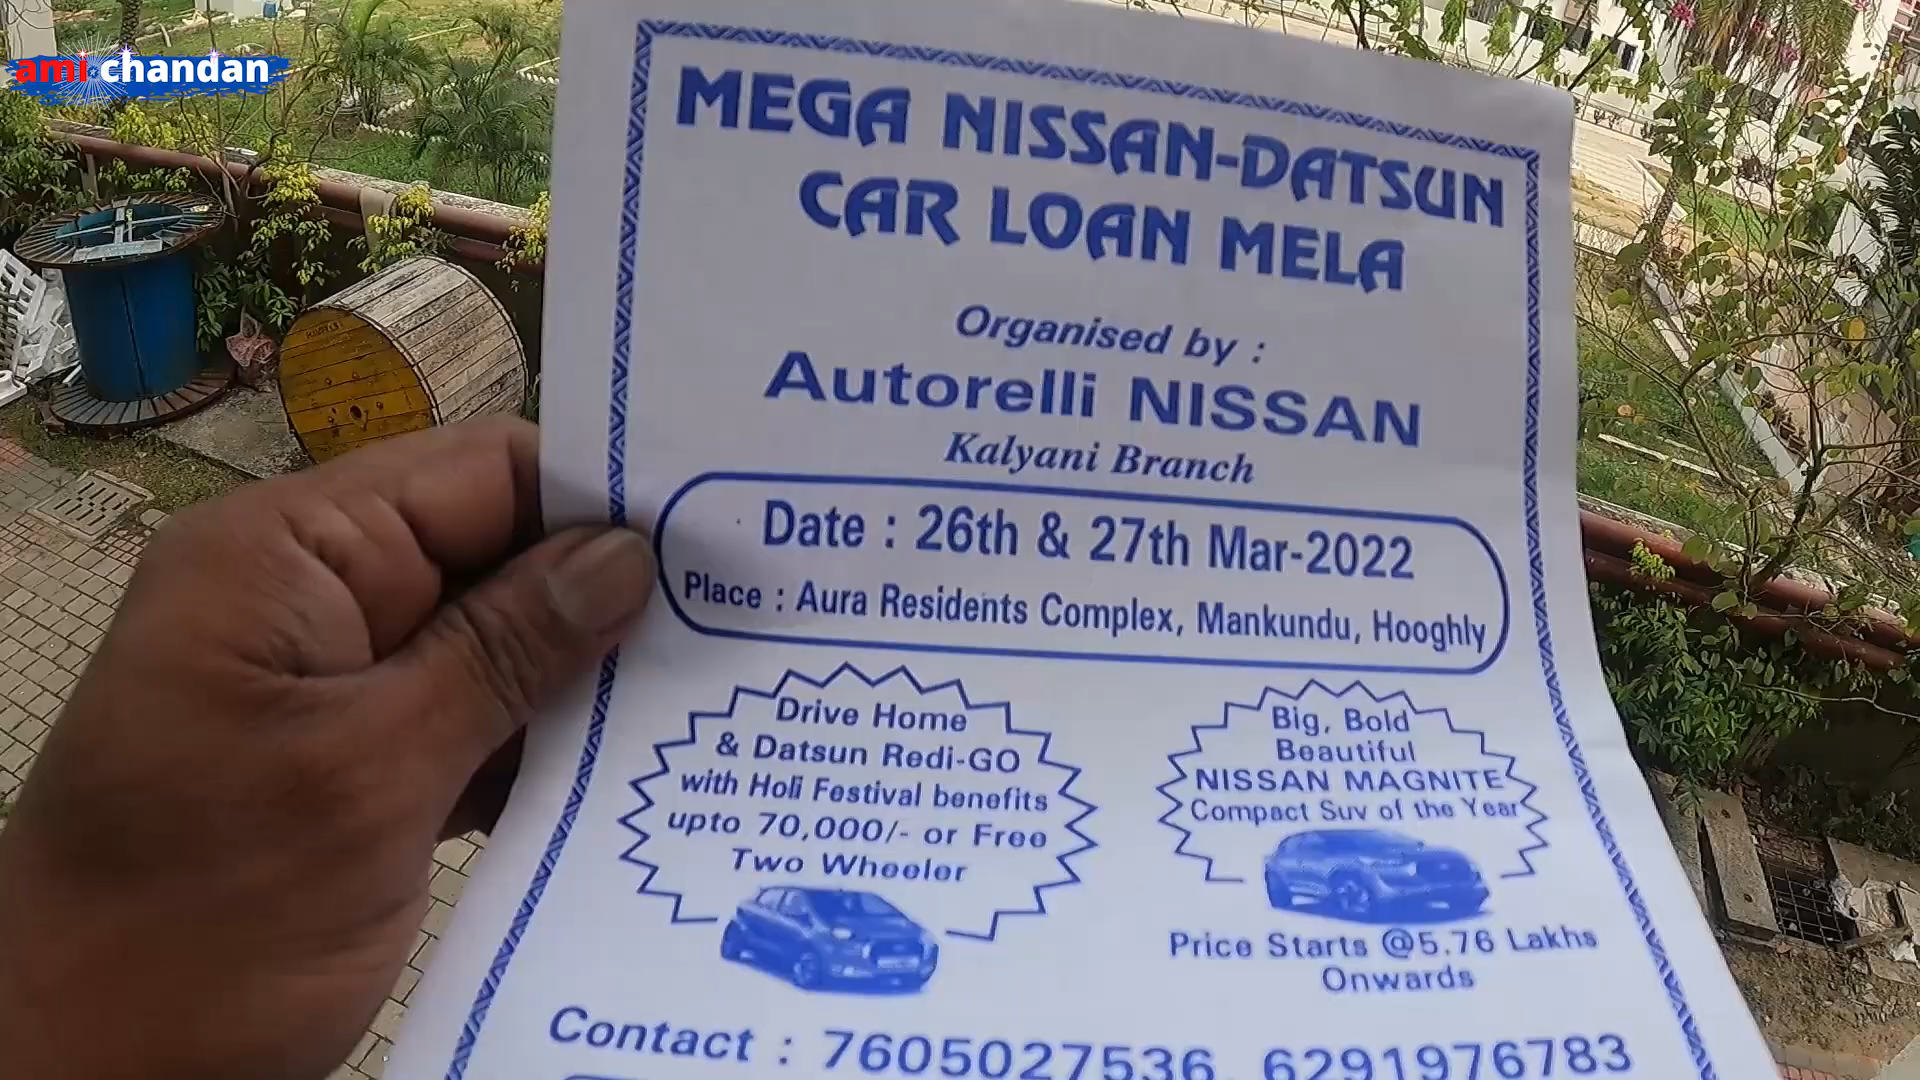 ami chandan
MEGA NISSAN-DATSUN
CAR LOAN MELA
Organised by :
Autorelli NISSAN
Kalyani Branch
Date : 26th & 27th Mar-2022
Place : Aura Residents Complex, Mankundu, Hooghly
Drive Home
& Datsun Redi-GO
with Holi Festival benefits
upto 70,000/- or Free
Two Wheeler
Big, Bold
Beautiful
NISSAN MAGNITE
Compact Suv of the Year
Price Starts @5.76 Lakhs
Onwards
Contact : 7605027536, 6291976783